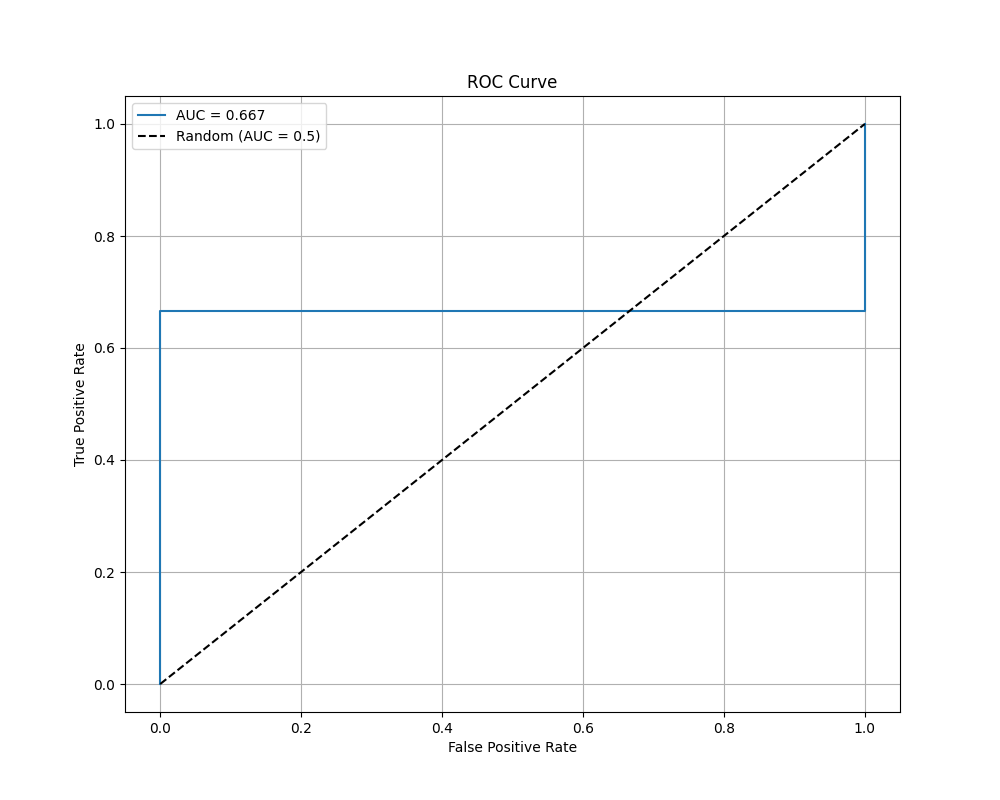 ROC Curve
AUC = 0.667
Random (AUC = 0.5)
1.0
0.8
0.6
0.4
0.2
0.0
True Positive Rate
0.0 0.2 0.4 0.6 0.8 1.0
False Positive Rate